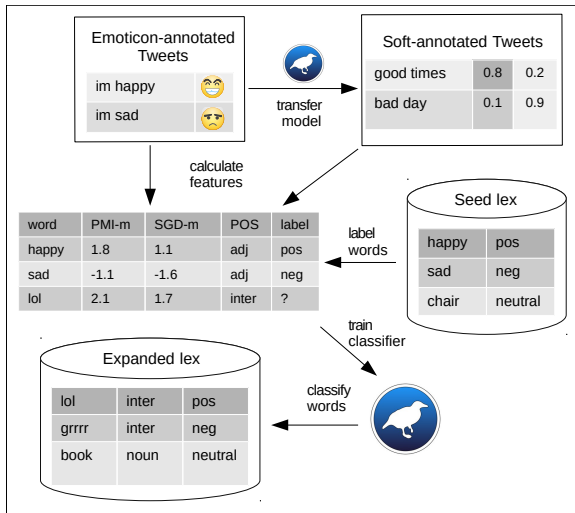 Emoticon-annotated
Tweets
im happy
im sad
transfer
model
Soft-annotated Tweets
good times 0.8 0.2
bad day 0.1 0.9
calculate
features
word PMI-m SGD-m POS label
happy 1.8 1.1 adj pos
sad -1.1 -1.6 adj neg
lol 2.1 1.7 inter ?
label
words
Seed lex
happy pos
sad neg
chair neutral
train
classifier
Expanded lex
lol inter pos
grrrr inter neg
book noun neutral
classify
words